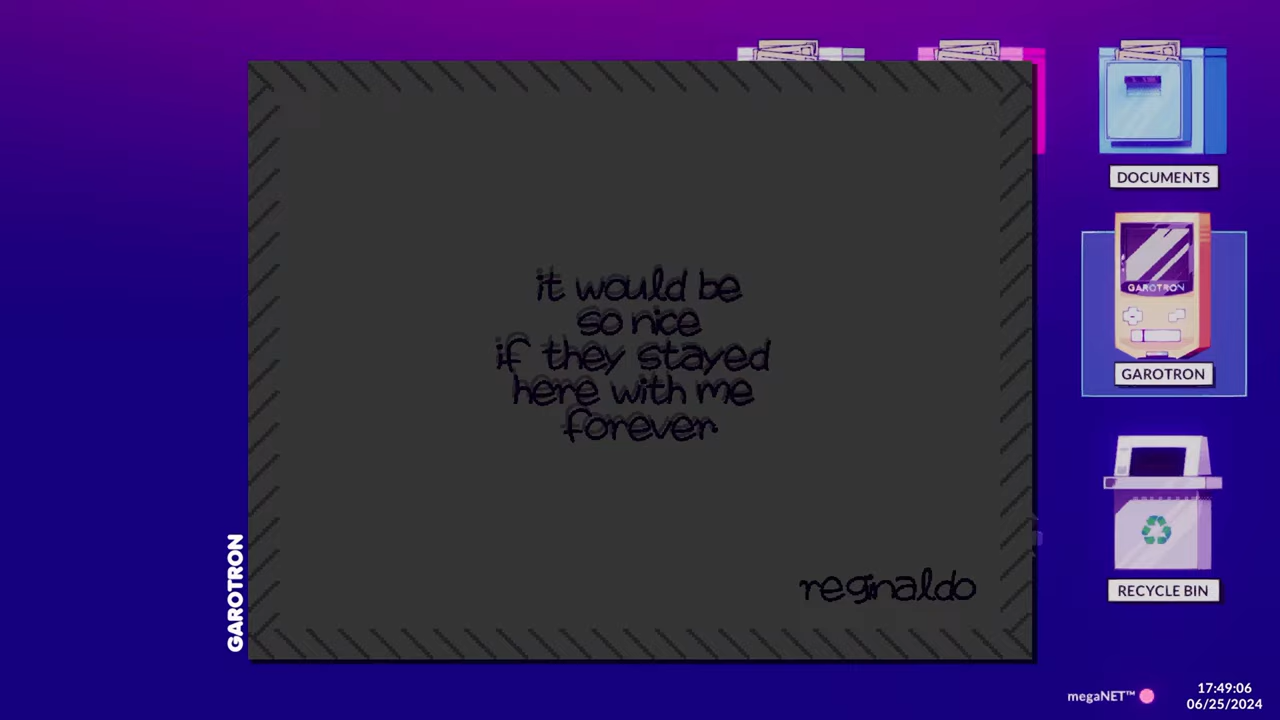 it would be
so nice
if they stayed
here with me
forever
reginaldo
GAROTRON
DOCUMENTS
GAROTRON
GAROTRON
RECYCLE BIN
megaNET™
17:49:06
06/25/2024